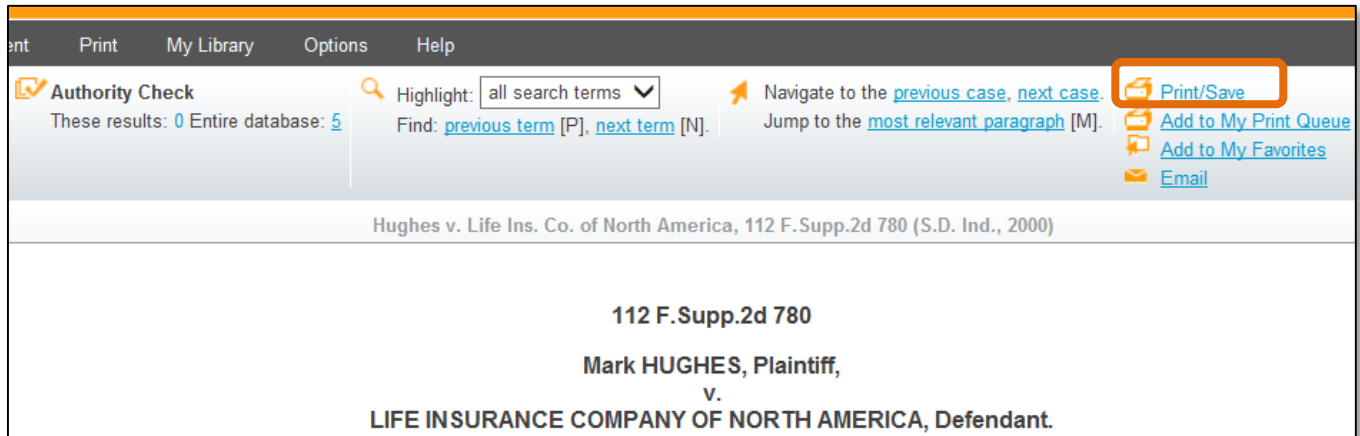 ent Print My Library Options Help
Authority Check
These results: 0 Entire database: 5
Highlight: all search terms
Find: previous term [P], next term [N].
Navigate to the previous case, next case.
Jump to the most relevant paragraph [M].
Print/Save
Add to My Print Queue
Add to My Favorites
Email
Hughes v. Life Ins. Co. of North America, 112 F.Supp.2d 780 (S.D. Ind., 2000)
112 F.Supp.2d 780
Mark HUGHES, Plaintiff,
v.
LIFE INSURANCE COMPANY OF NORTH AMERICA, Defendant.